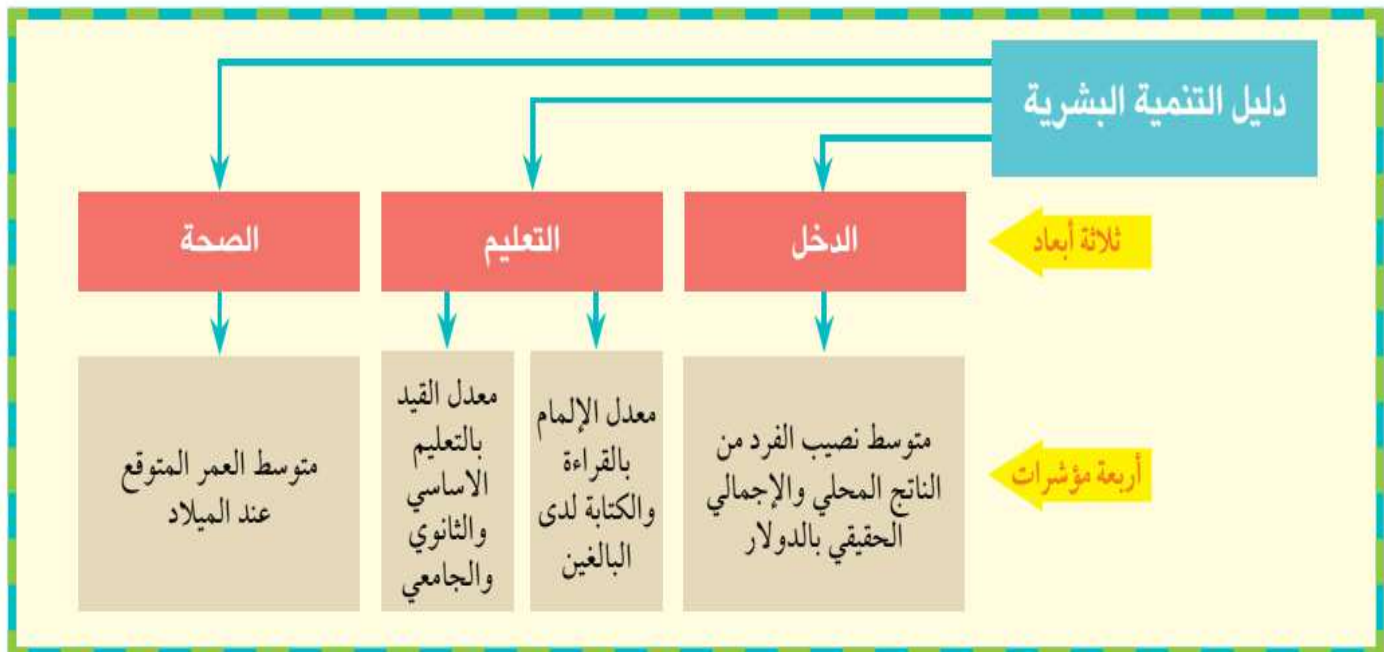 دليل التنمية البشرية
ثلاثة أبعاد
الدخل
التعليم
الصحة
أربعة مؤشرات
متوسط نصيب الفرد من
الناتج المحلي والإجمالي
الحقيقي بالدولار
معدل الإلمام
بالقراءة
والكتابة لدى
البالغين
معدل القيد
بالتعليم
الاساسي
والثانوي
والجامعي
متوسط العمر المتوقع
عند الميلاد